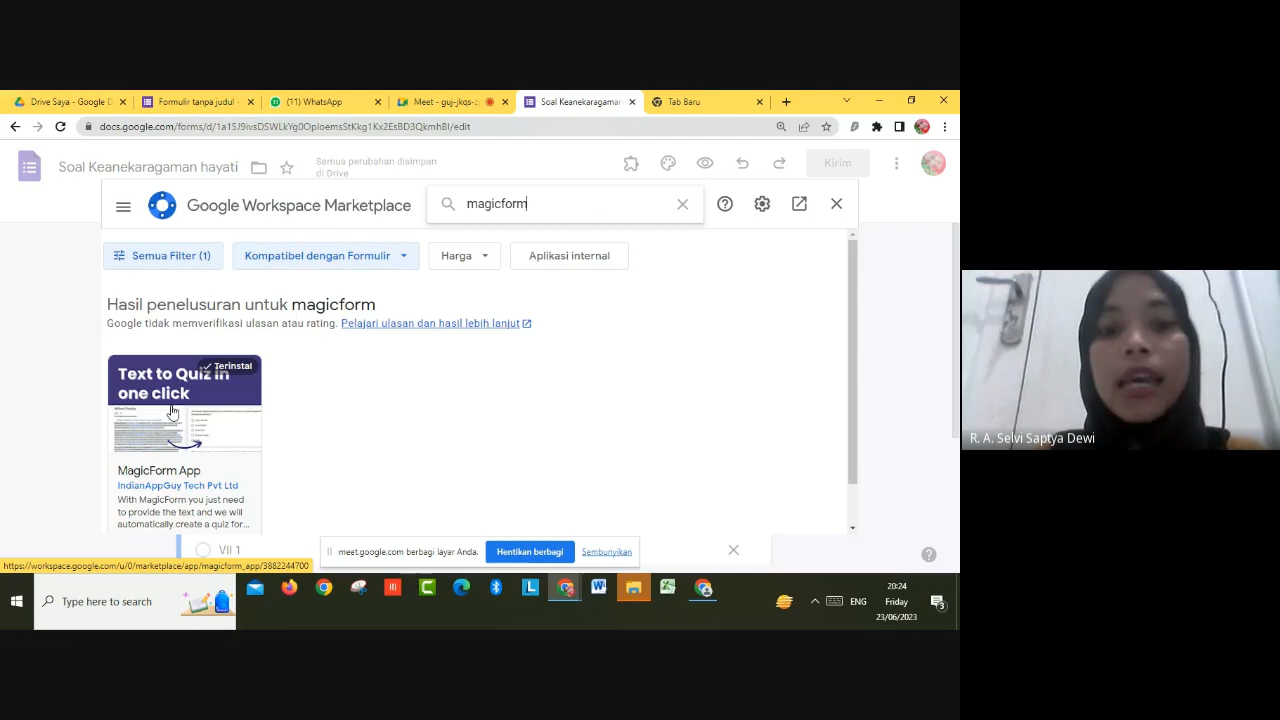 Drive Saya - Google D
Formulir tanpa judul -
(11) WhatsApp
Meet - guj-jkqs-z
Soal Keanekaragaman
Tab Baru
docs.google.com/forms/d/1a15J9ivsDSWLkYg0OploemsStKkg1Kx2EsBD3QkmhBI/edit
Soal Keanekaragaman hayati
Semua perubahan disimpan
di Drive
Kirim
Google Workspace Marketplace
magicform
Semua Filter (1)
Kompatibel dengan Formulir
Harga
Aplikasi internal
Hasil penelusuran untuk magicform
Google tidak memverifikasi ulasan atau rating. Pelajari ulasan dan hasil lebih lanjut
Terinstal
Text to Quiz in
one click
MagicForm App
IndianAppGuy Tech Pvt Ltd
With MagicForm you just need
to provide the text and we will
automatically create a quiz for...
VII 1
meet.google.com berbagi layar Anda.
Hentikan berbagi
Sembunyikan
https://workspace.google.com/u/0/marketplace/app/magicform_app/3882244700
Type here to search
ENG
20:24
Friday
23/06/2023
3
R. A. Selvi Saptya Dewi